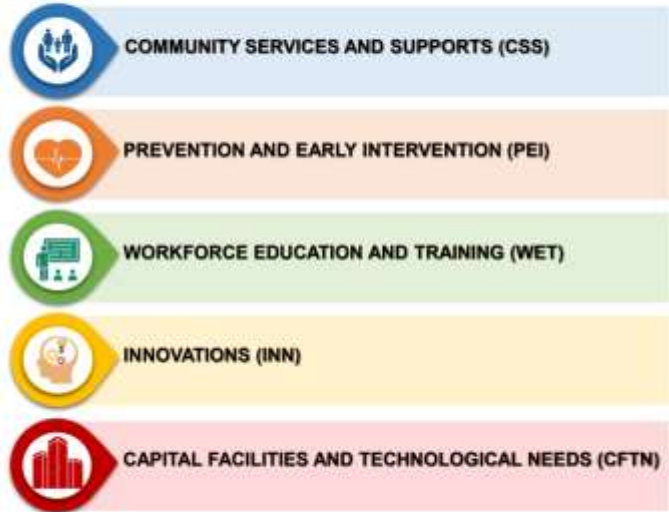 COMMUNITY SERVICES AND SUPPORTS (CSS)
PREVENTION AND EARLY INTERVENTION (PEI)
WORKFORCE EDUCATION AND TRAINING (WET)
INNOVATIONS (INN)
CAPITAL FACILITIES AND TECHNOLOGICAL NEEDS (CFTN)